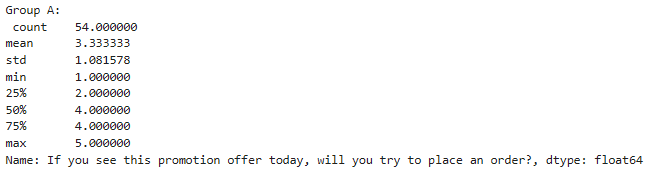 Group A:
 count    54.000000
mean      3.333333
std       1.081578
min       1.000000
25%       2.000000
50%       4.000000
75%       4.000000
max       5.000000
Name: If you see this promotion offer today, will you try to place an order?, dtype: float64